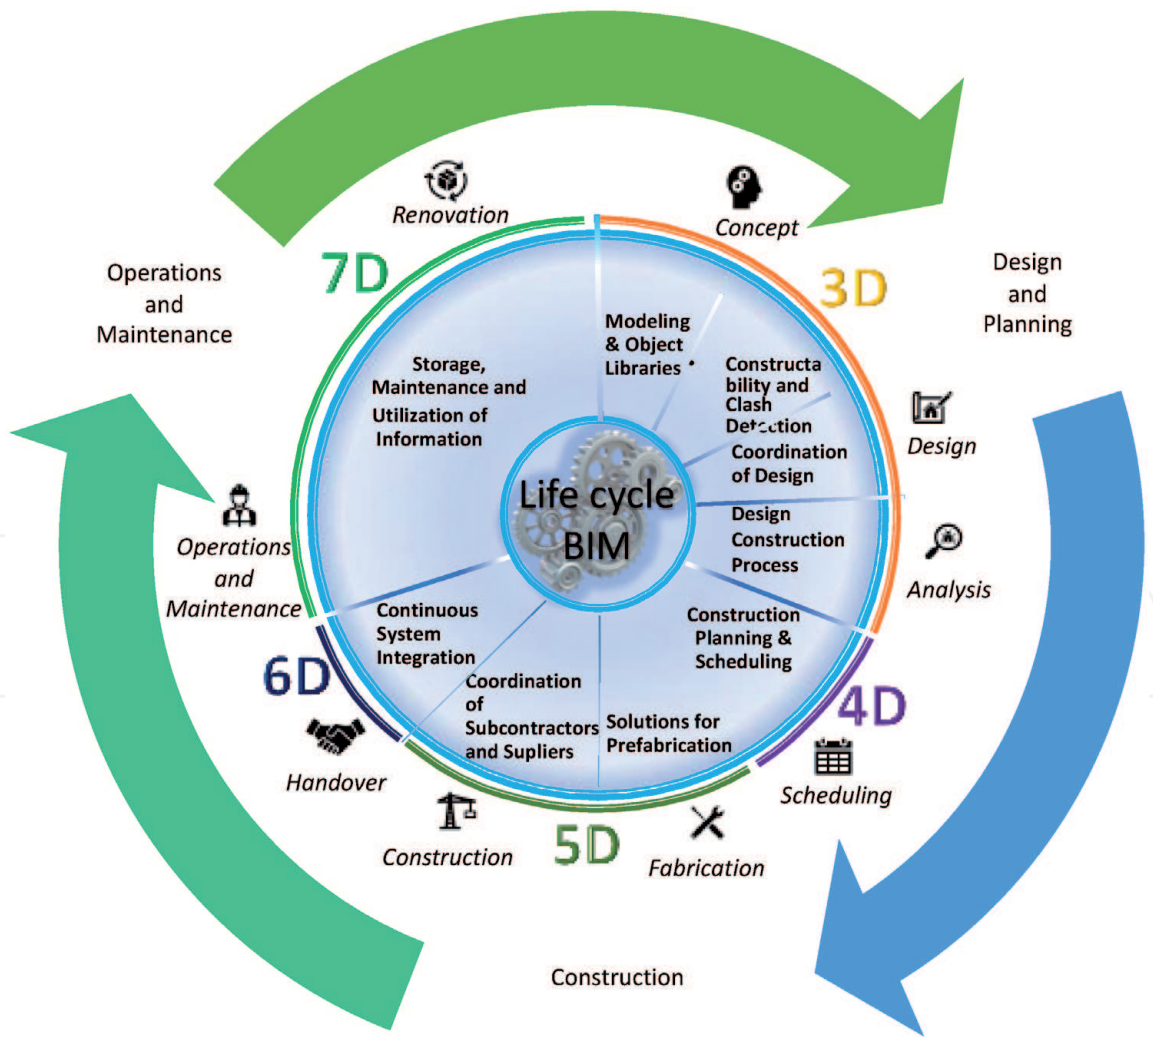 Renovation
Concept
7D
3D
Operations
and
Maintenance
Design
and
Planning
Modeling
& Object
Libraries
Constructa
bility and
Clash
Detection
Storage,
Maintenance and
Utilization of
Information
Coordination
of Design
Design
Life cycle
BIM
Design
Construction
Process
Operations
and
Maintenance
Analysis
Continuous
System
Integration
Construction
Planning &
Scheduling
6D
4D
Coordination
of
Subcontractors
and Supliers
Solutions for
Prefabrication
Handover
Scheduling
Construction
5D
Fabrication
Construction